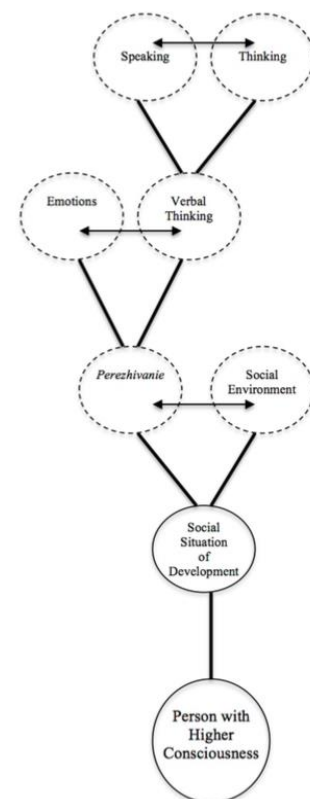 Speaking
Thinking
Emotions
Verbal
Thinking
Perezhivanie
Social
Environment
Social
Situation
of
Development
Person with
Higher
Consciousness